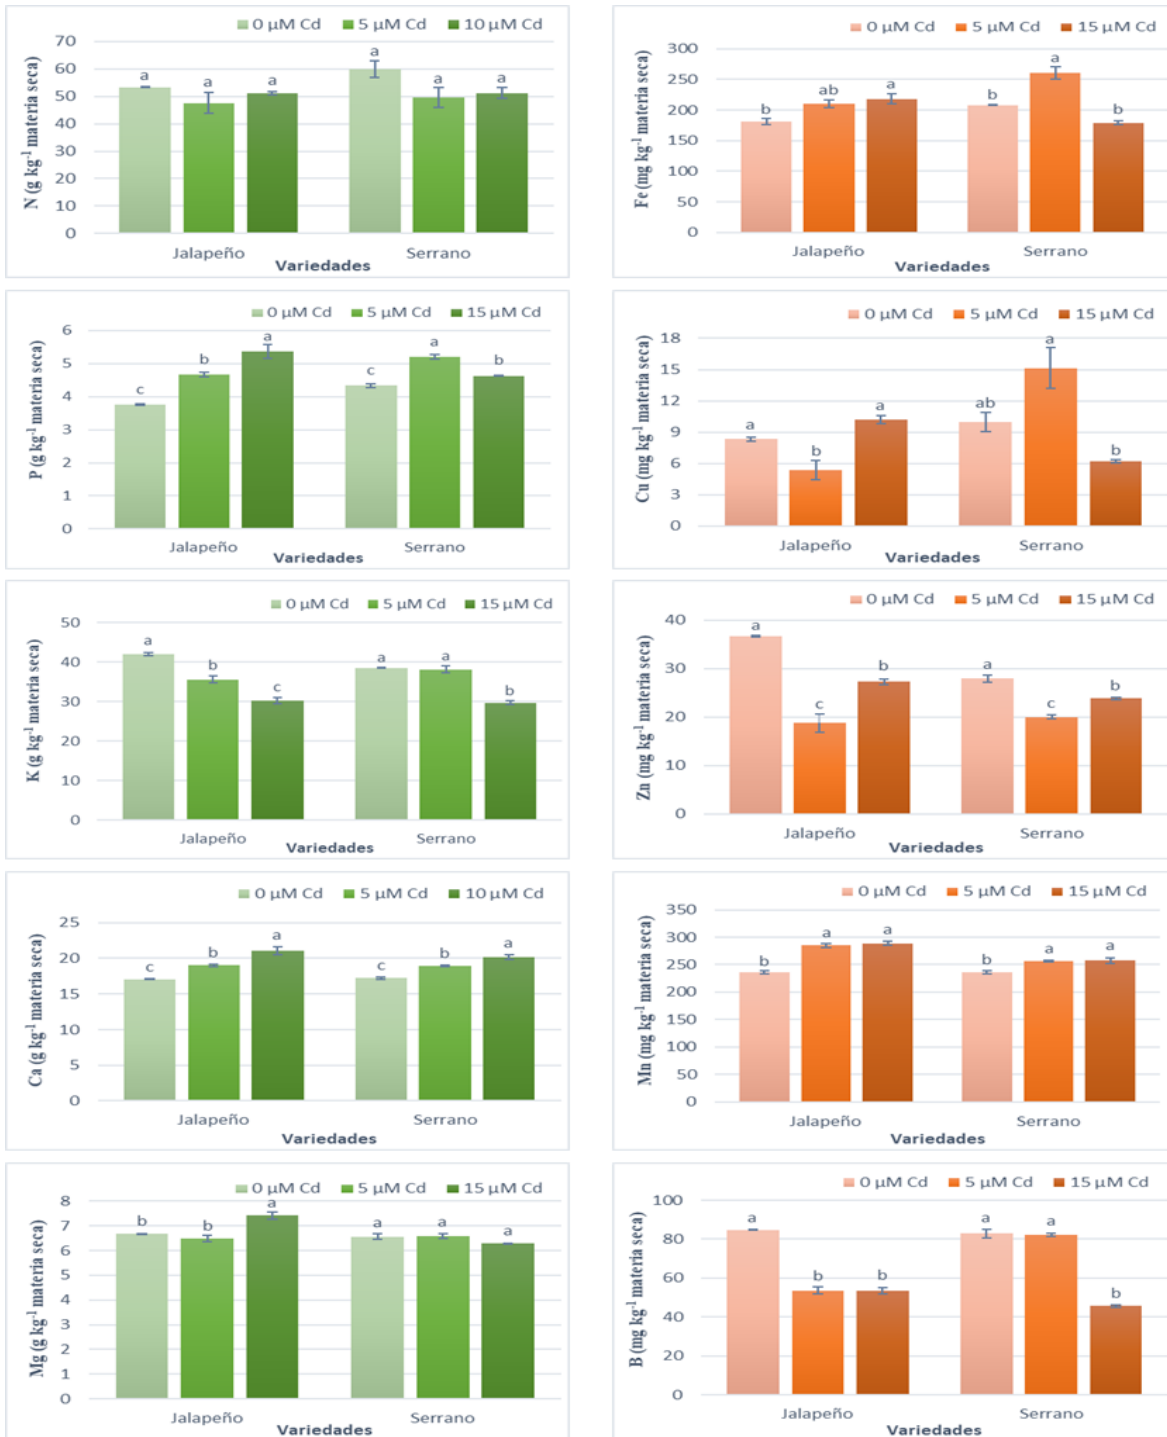 0 µM Cd 5 µM Cd 10 µM Cd
N (g kg⁻¹ materia seca)
70
60
50
40
30
20
10
0
a a a a a a
Jalapeño Serrano
Variedades
0 µM Cd 5 µM Cd 15 µM Cd
Fe (mg kg⁻¹ materia seca)
300
250
200
150
100
50
0
b ab a b a b
Jalapeño Serrano
Variedades
0 µM Cd 5 µM Cd 15 µM Cd
P (g kg⁻¹ materia seca)
6
5
4
3
2
1
0
c b a c a b
Jalapeño Serrano
Variedades
0 µM Cd 5 µM Cd 15 µM Cd
Cu (mg kg⁻¹ materia seca)
18
15
12
9
6
3
0
a b a ab a b
Jalapeño Serrano
Variedades
0 µM Cd 5 µM Cd 15 µM Cd
K (g kg⁻¹ materia seca)
50
40
30
20
10
0
a b c a a b
Jalapeño Serrano
Variedades
0 µM Cd 5 µM Cd 15 µM Cd
Zn (mg kg⁻¹ materia seca)
40
30
20
10
0
a c b a c b
Jalapeño Serrano
Variedades
0 µM Cd 5 µM Cd 10 µM Cd
Ca (g kg⁻¹ materia seca)
25
20
15
10
5
0
c b a c b a
Jalapeño Serrano
Variedades
0 µM Cd 5 µM Cd 15 µM Cd
Mn (mg kg⁻¹ materia seca)
350
300
250
200
150
100
50
0
b a a b a a
Jalapeño Serrano
Variedades
0 µM Cd 5 µM Cd 15 µM Cd
Mg (g kg⁻¹ materia seca)
8
7
6
5
4
3
2
1
0
b b a a a a
Jalapeño Serrano
Variedades
0 µM Cd 5 µM Cd 15 µM Cd
B (mg kg⁻¹ materia seca)
100
80
60
40
20
0
a b b a a b
Jalapeño Serrano
Variedades